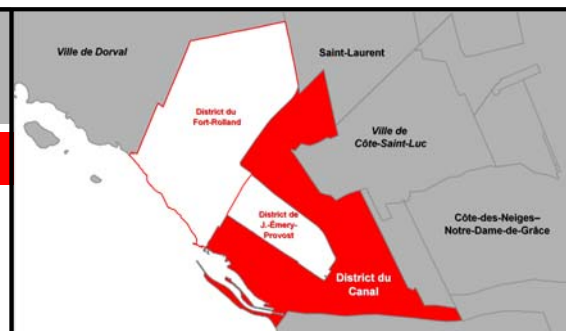 Ville de Dorval
Saint-Laurent
District du
Fort-Rolland
Ville de
Côte-Saint-Luc
District de
J.-Émery-
Provost
Côte-des-Neiges–
Notre-Dame-de-Grâce
District du
Canal